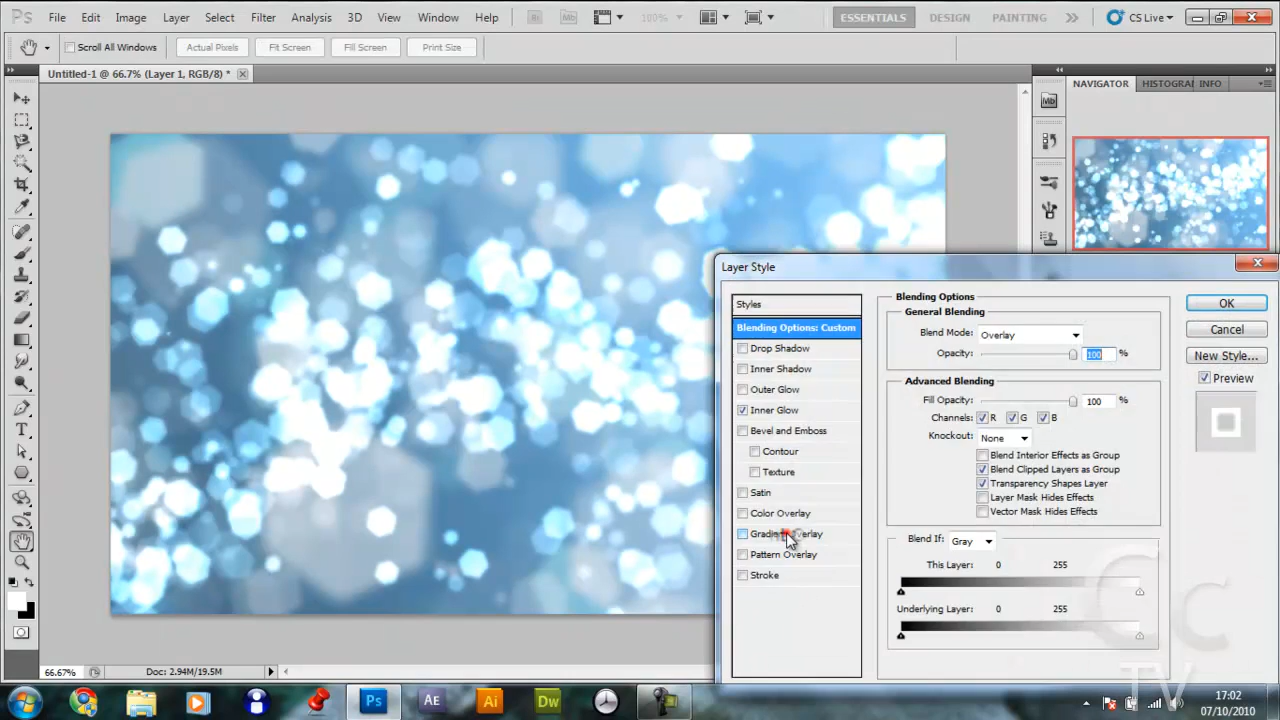 Ps File Edit Image Layer Select Filter Analysis 3D View Window Help Br Mb 100% ESSENTIALS DESIGN PAINTING CS Live
Scroll All Windows Actual Pixels Fit Screen Fill Screen Print Size
Untitled-1 @ 66.7% (Layer 1, RGB/8) *
NAVIGATOR HISTOGRAM INFO
Mb
Layer Style
Styles
Blending Options: Custom
Drop Shadow
Inner Shadow
Outer Glow
Inner Glow
Bevel and Emboss
Contour
Texture
Satin
Color Overlay
Gradient Overlay
Pattern Overlay
Stroke
Blending Options
General Blending
Blend Mode: Overlay
Opacity: 100 %
Advanced Blending
Fill Opacity: 100 %
Channels: R G B
Knockout: None
Blend Interior Effects as Group
Blend Clipped Layers as Group
Transparency Shapes Layer
Layer Mask Hides Effects
Vector Mask Hides Effects
Blend If: Gray
This Layer: 0 255
Underlying Layer: 0 255
OK
Cancel
New Style...
Preview
Cc
TV
66.67% Doc: 2.94M/19.5M
Ps AE Ai Dw
17:02
07/10/2010